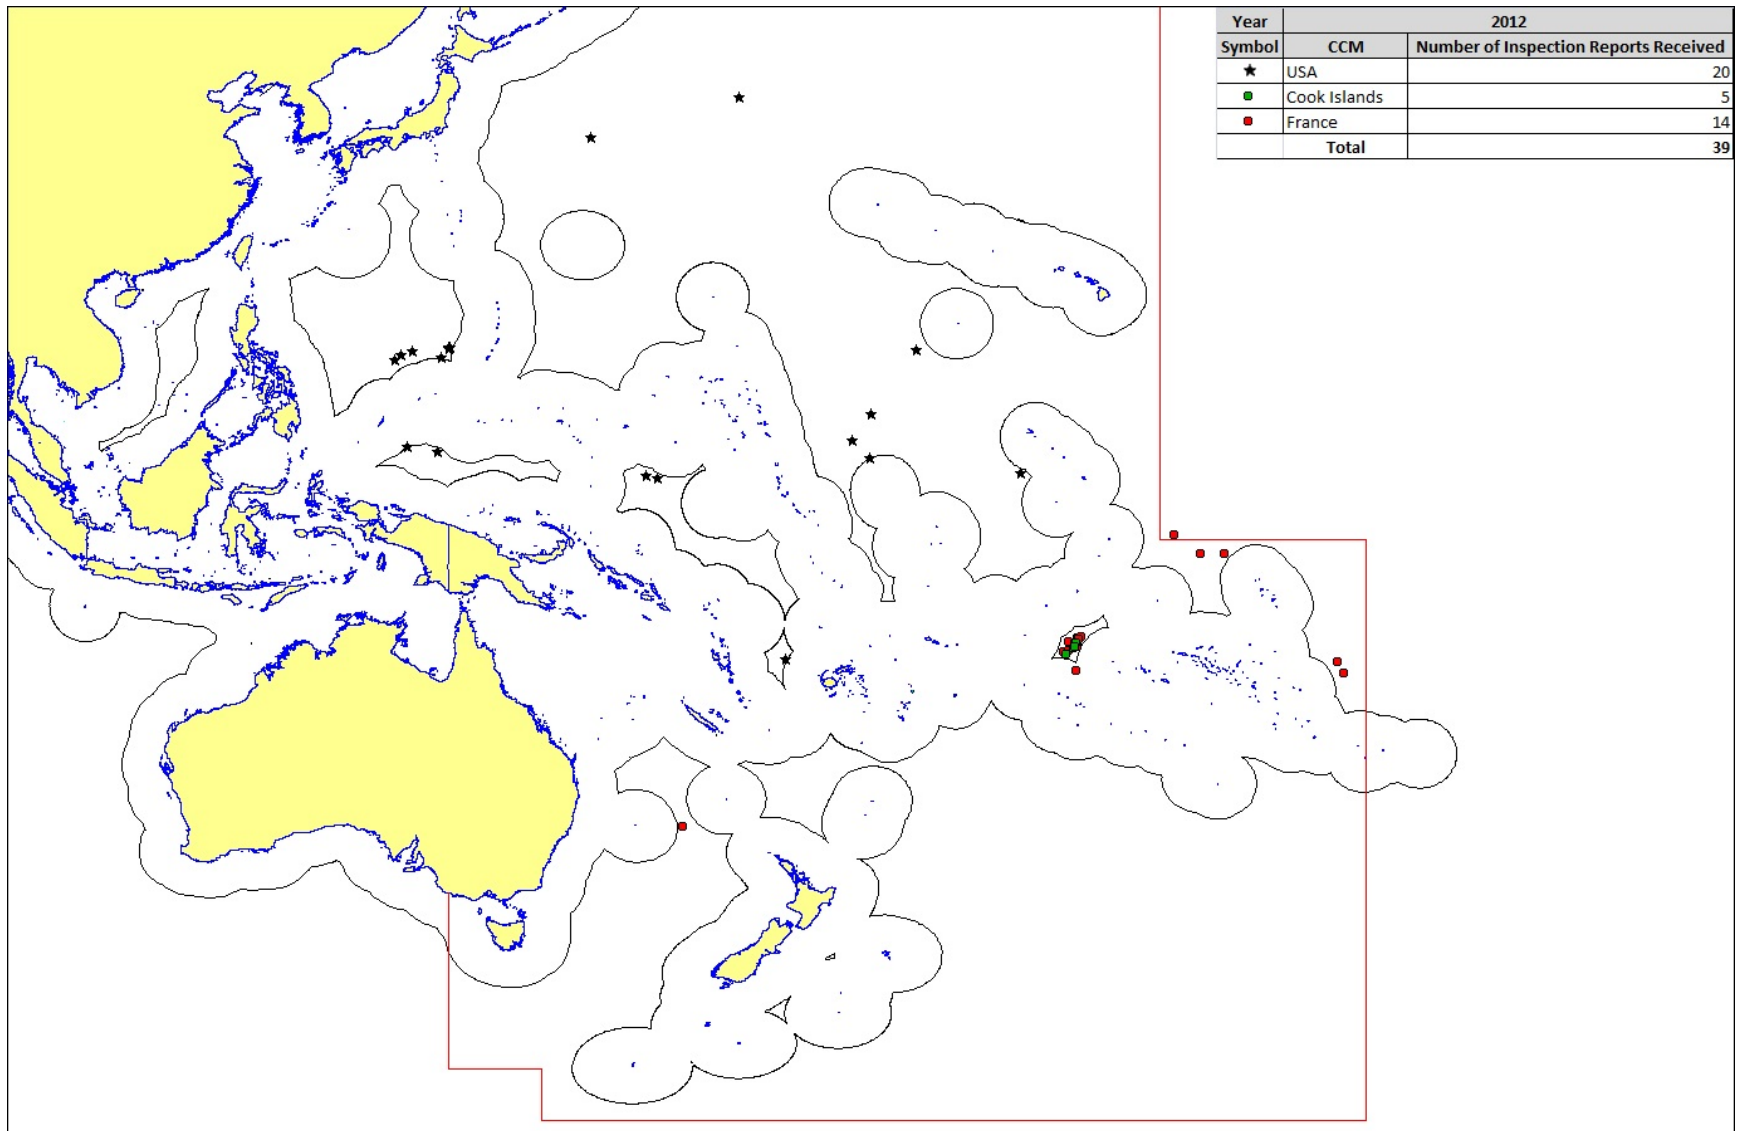 Year 2012
Symbol CCM Number of Inspection Reports Received
USA 20
Cook Islands 5
France 14
Total 39